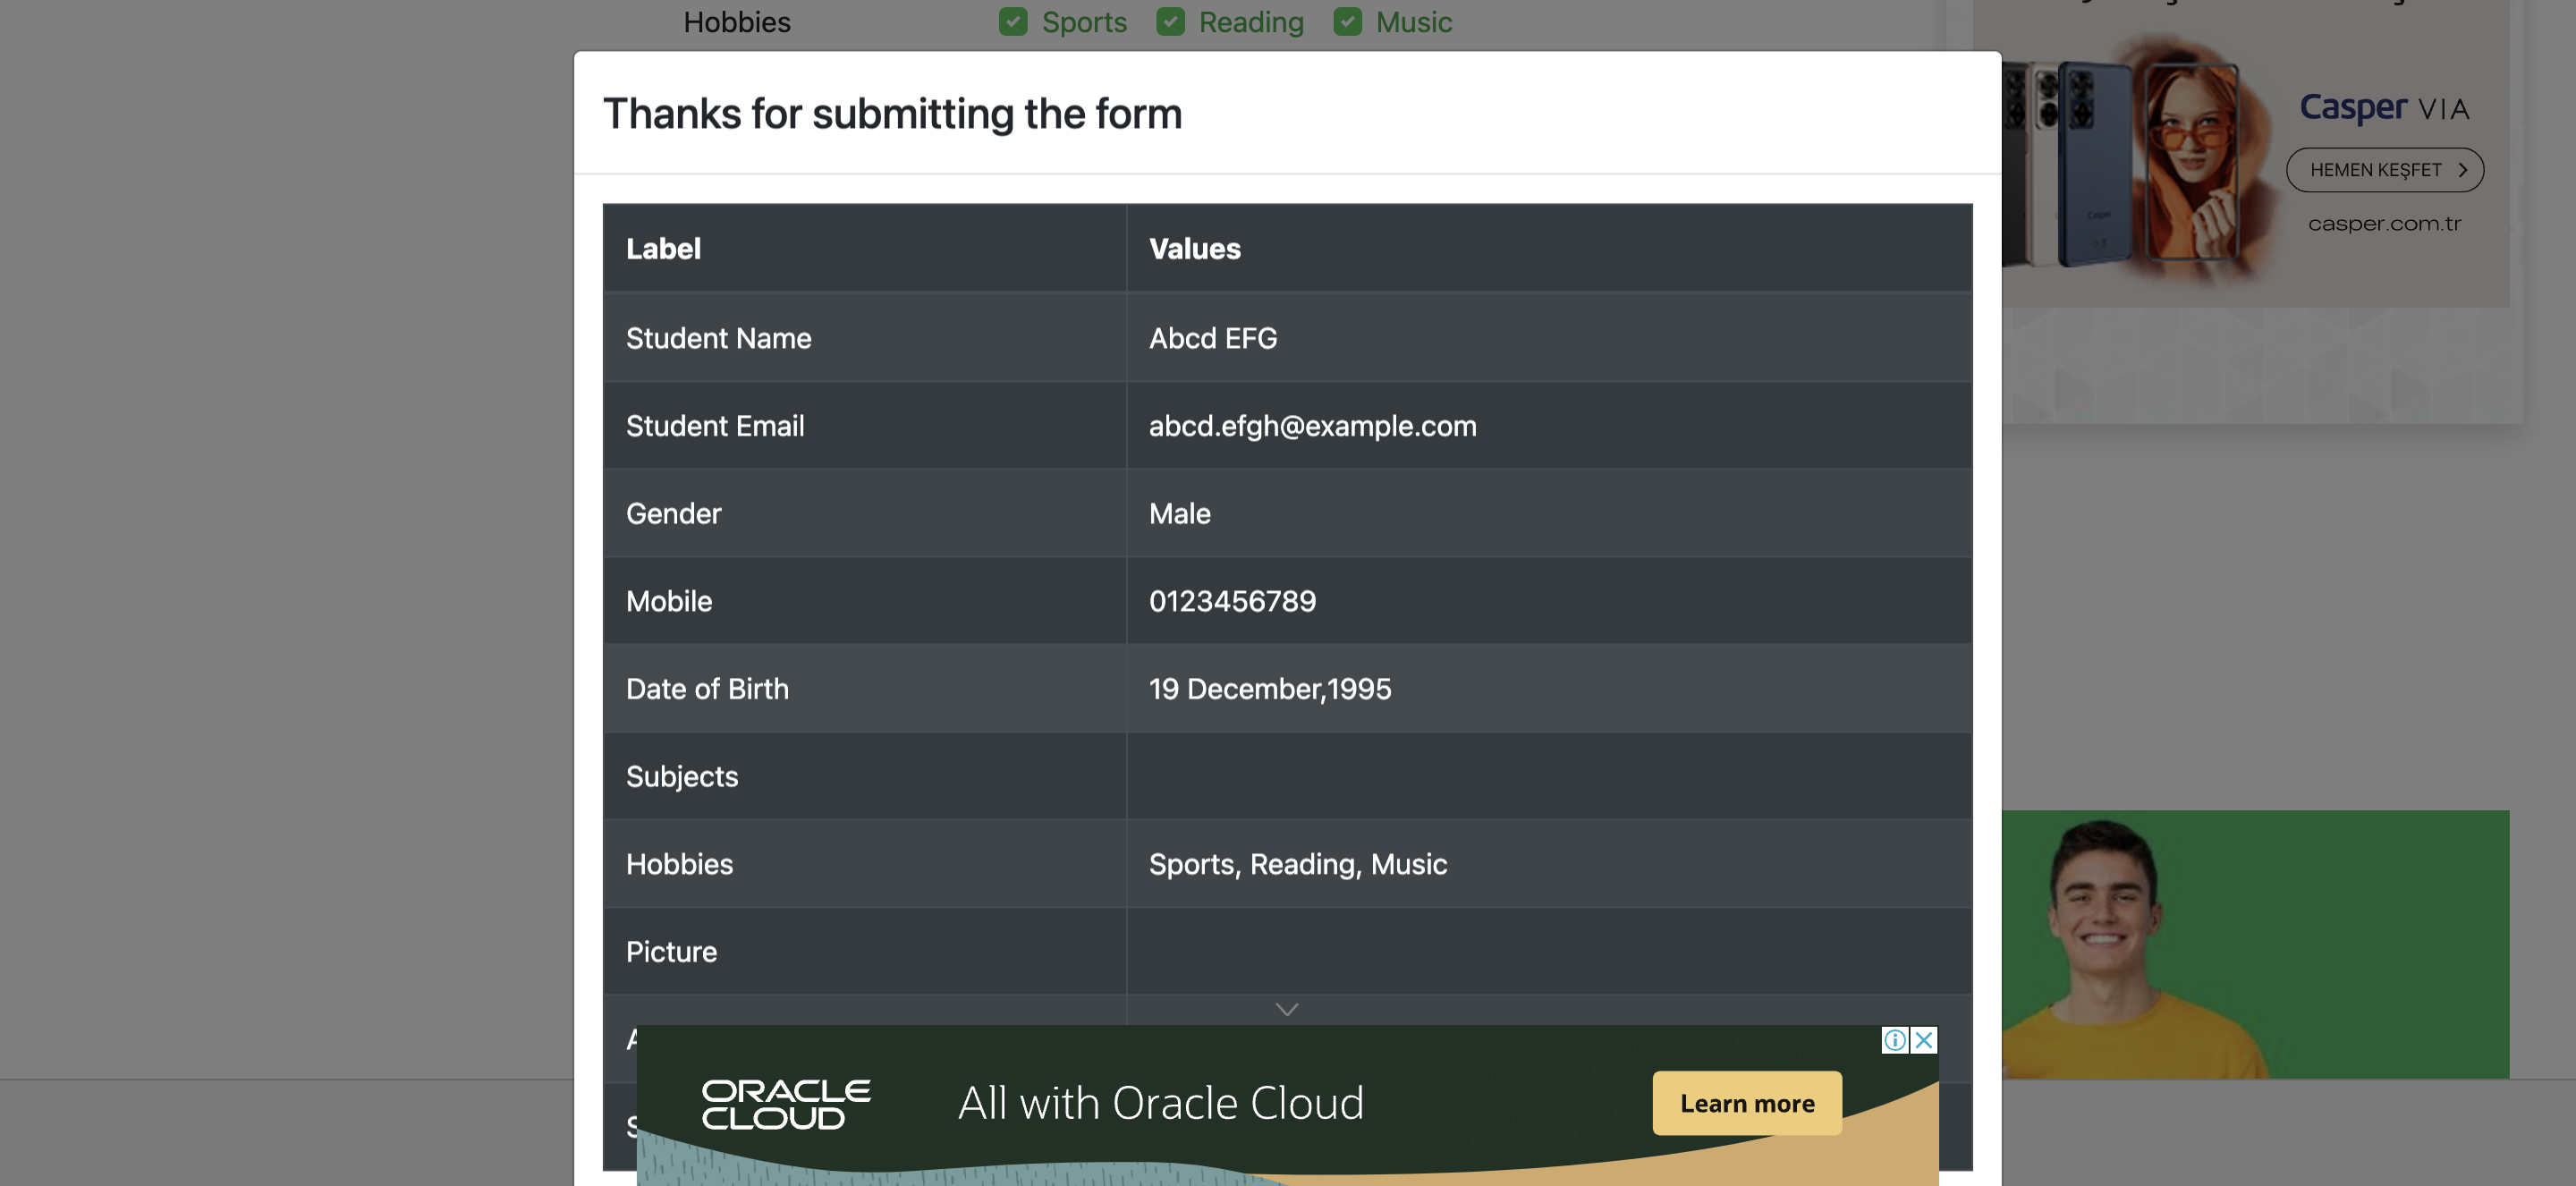 Hobbies Sports Reading Music
Thanks for submitting the form
Label Values
Student Name Abcd EFG
Student Email abcd.efgh@example.com
Gender Male
Mobile 0123456789
Date of Birth 19 December,1995
Subjects
Hobbies Sports, Reading, Music
Picture
ORACLE
CLOUD
All with Oracle Cloud
Learn more
Casper VIA
HEMEN KEŞFET
casper.com.tr